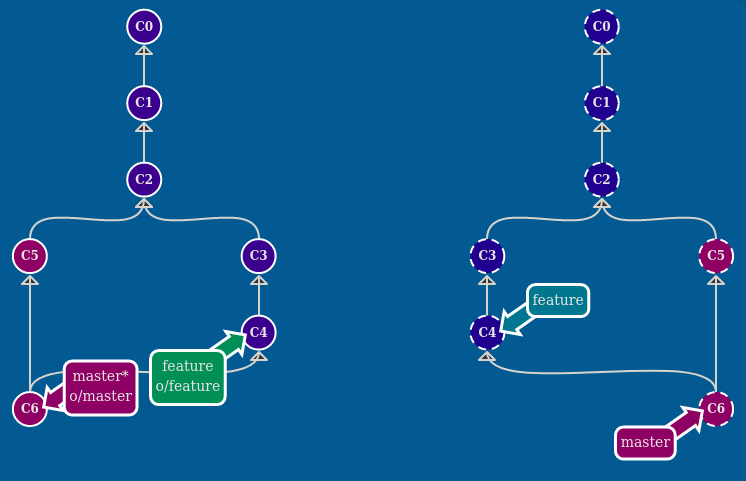 C0
C0
C1
C1
C2
C2
C5
C3
C3
C5
feature
C4
C4
feature
o/feature
master*
o/master
C6
C6
master